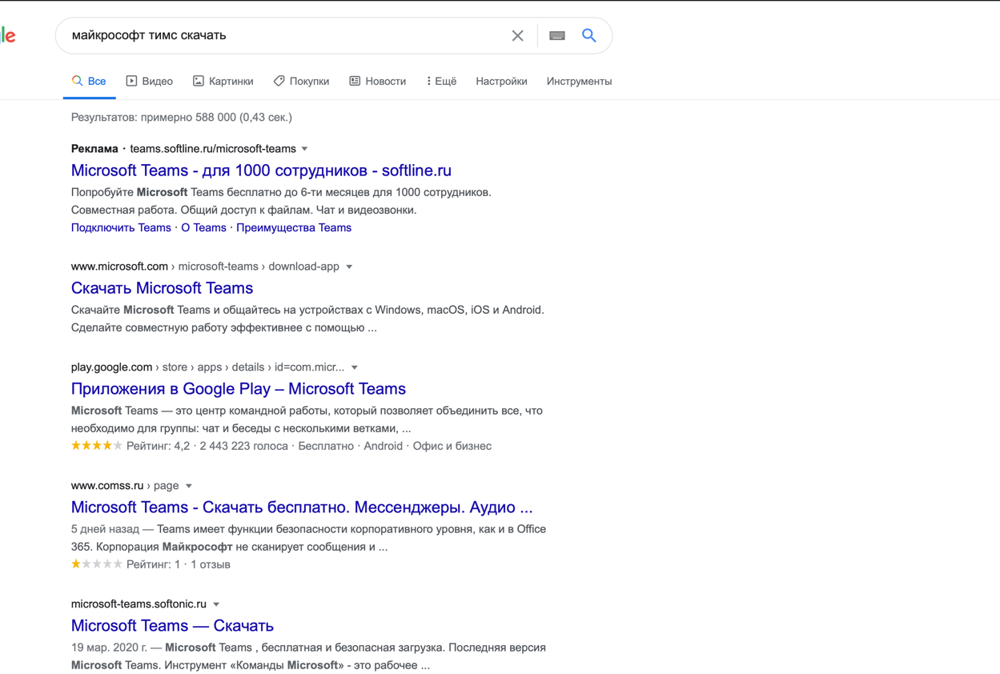 le
майкрософт тимс скачать
Все Видео Картинки Покупки Новости Ещё Настройки Инструменты
Результатов: примерно 588 000 (0,43 сек.)
Реклама · teams.softline.ru/microsoft-teams
Microsoft Teams - для 1000 сотрудников - softline.ru
Попробуйте Microsoft Teams бесплатно до 6-ти месяцев для 1000 сотрудников.
Совместная работа. Общий доступ к файлам. Чат и видеозвонки.
Подключить Teams · О Teams · Преимущества Teams
www.microsoft.com › microsoft-teams › download-app
Скачать Microsoft Teams
Скачайте Microsoft Teams и общайтесь на устройствах с Windows, macOS, iOS и Android.
Сделайте совместную работу эффективнее с помощью ...
play.google.com › store › apps › details › id=com.micr...
Приложения в Google Play – Microsoft Teams
Microsoft Teams — это центр командной работы, который позволяет объединить все, что
необходимо для группы: чат и беседы с несколькими ветками, ...
Рейтинг: 4,2 · 2 443 223 голоса · Бесплатно · Android · Офис и бизнес
www.comss.ru › page
Microsoft Teams - Скачать бесплатно. Мессенджеры. Аудио ...
5 дней назад — Teams имеет функции безопасности корпоративного уровня, как и в Office
365. Корпорация Майкрософт не сканирует сообщения и ...
Рейтинг: 1 · 1 отзыв
microsoft-teams.softonic.ru
Microsoft Teams — Скачать
19 мар. 2020 г. — Microsoft Teams , бесплатная и безопасная загрузка. Последняя версия
Microsoft Teams. Инструмент «Команды Microsoft» - это рабочее ...